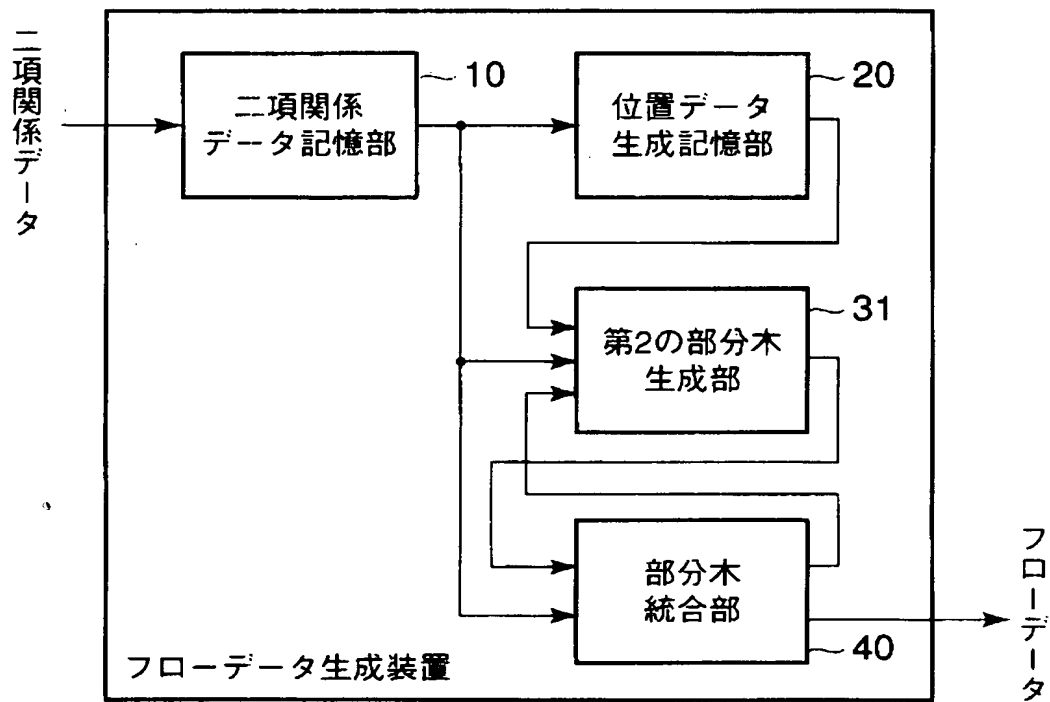 二項関係データ
二項関係
データ記憶部
10
位置データ
生成記憶部
20
第2の部分木
生成部
31
部分木
統合部
40
フローデータ
フローデータ生成装置